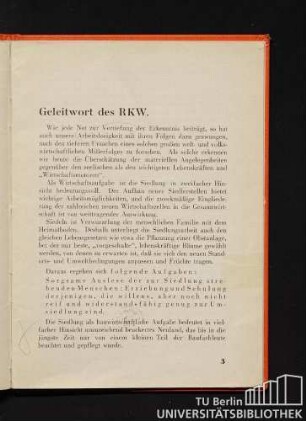 Geleitwort des RKW.
Wie jede Not zur Vertiefung der Erkenntnis beiträgt, so hat
auch unsere Arbeitslosigkeit mit ihren Folgen dazu gezwungen,
nach den tieferen Ursachen eines solchen großen welt- und volks-
wirtschaftlichen Mißerfolges zu forschen. Als solche erkennen
wir heute die Überschätzung der materiellen Angelegenheiten
gegenüber den seelischen als den wichtigeren Lebenskräften und
„Wirtschaftsmotoren".
Als Wirtschaftsaufgabe ist die Siedlung in zweifacher Hin-
sicht bedeutungsvoll. Der Aufbau neuer Siedlerstellen bietet
wichtige Arbeitsmöglichkeiten, und die zweckmäßige Eingliede-
rung der zahlreichen neuen Wirtschaftszellen in die Gesamtwirt-
schaft ist von weittragender Auswirkung.
Siedeln ist Verwurzelung der menschlichen Familie mit dem
Heimatboden. Deshalb unterliegt die Siedlungsarbeit auch den
gleichen Lebensgesetzen wie etwa die Pflanzung einer Obstanlage,
bei der nur beste, lebenskräftige Bäume gewählt
werden, von denen zu erwarten ist, daß sie sich den neuen Stand-
orts- und Umweltbedingungen anpassen und Früchte tragen.
Daraus ergeben sich folgende Aufgaben:
Sorgsame Auslese der zur Siedlung stre-
benden Menschen; Erziehung und Schulung
derjenigen, die willens, aber noch nicht
reif und widerstandsfähig genug zur Um-
siedlung sind.
Die Siedlung als bauwirtschaftliche Aufgabe bedeutet in viel-
facher Hinsicht unzureichend beackertes Neuland, das bis in die
jüngste Zeit nur von einem kleinen Teil der Baufachleute
beachtet und gepflegt wurde.
3
TU Berlin
UNIVERSITÄTSBIBLIOTHEK